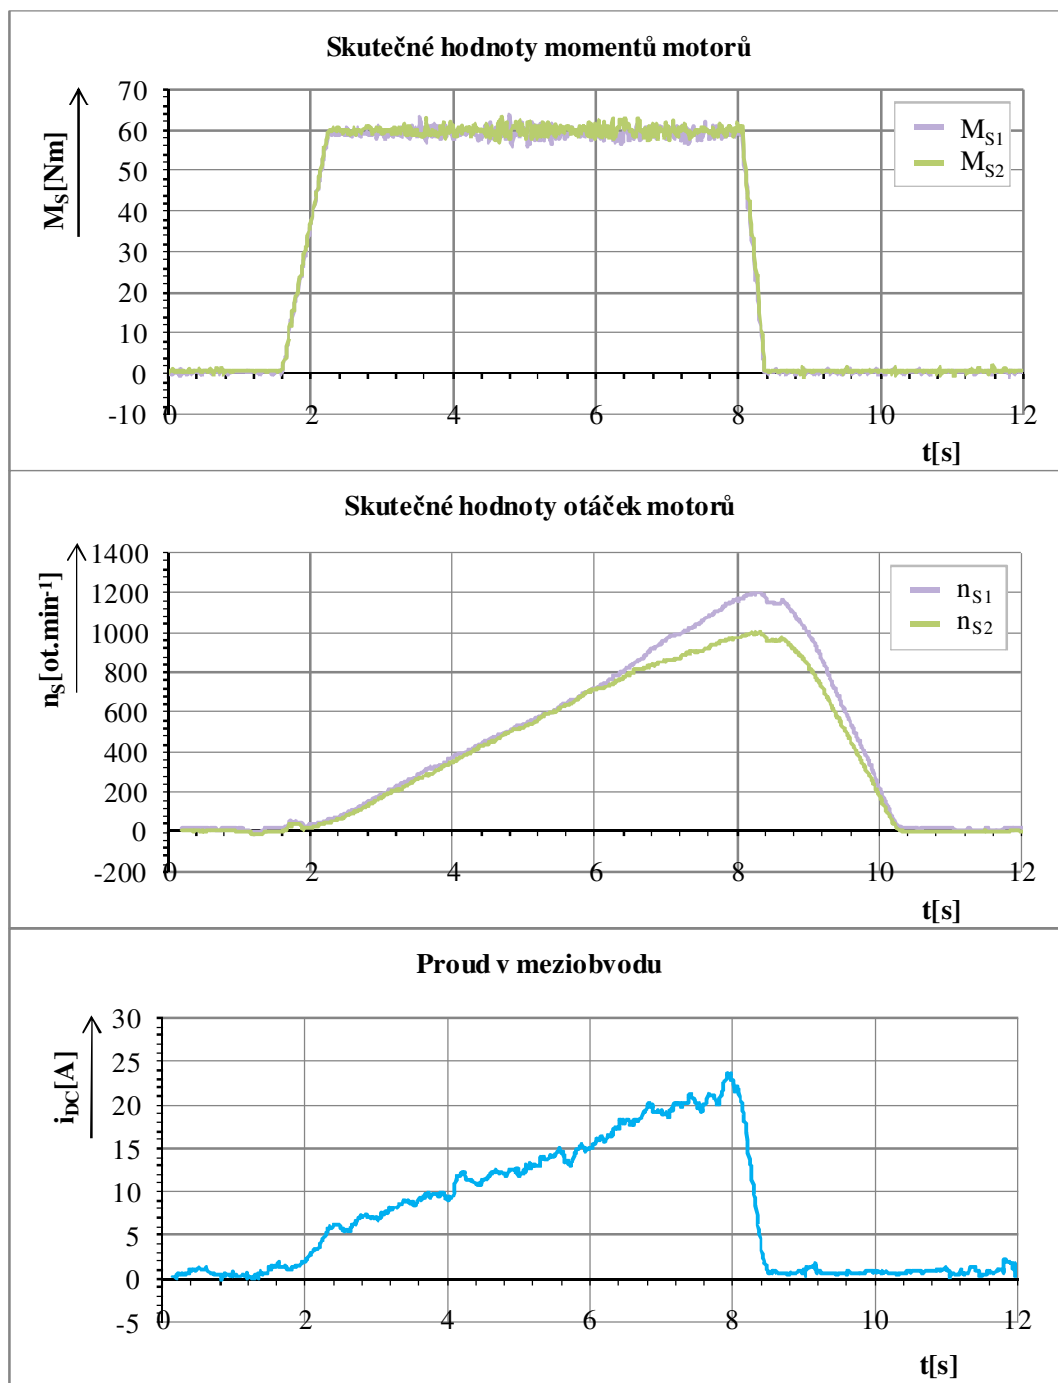 Skutečné hodnoty momentů motorů
M_S[Nm]
70
60
50
40
30
20
10
0
-10
M_S1
M_S2
0 2 4 6 8 10 12
t[s]
Skutečné hodnoty otáček motorů
n_S[ot.min⁻¹]
1400
1200
1000
800
600
400
200
0
-200
n_S1
n_S2
0 2 4 6 8 10 12
t[s]
Proud v meziobvodu
i_DC[A]
30
25
20
15
10
5
0
-5
0 2 4 6 8 10 12
t[s]